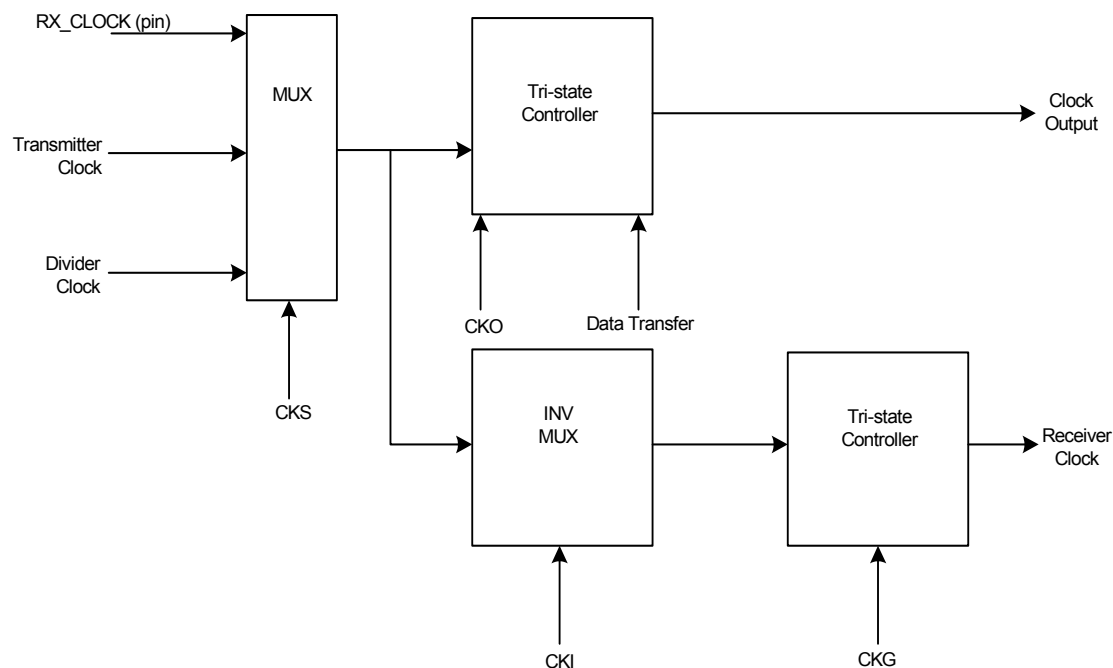 RX_CLOCK (pin)
MUX
Transmitter
Clock
Divider
Clock
CKS
Tri-state
Controller
Clock
Output
CKO
Data Transfer
INV
MUX
Tri-state
Controller
Receiver
Clock
CKI
CKG